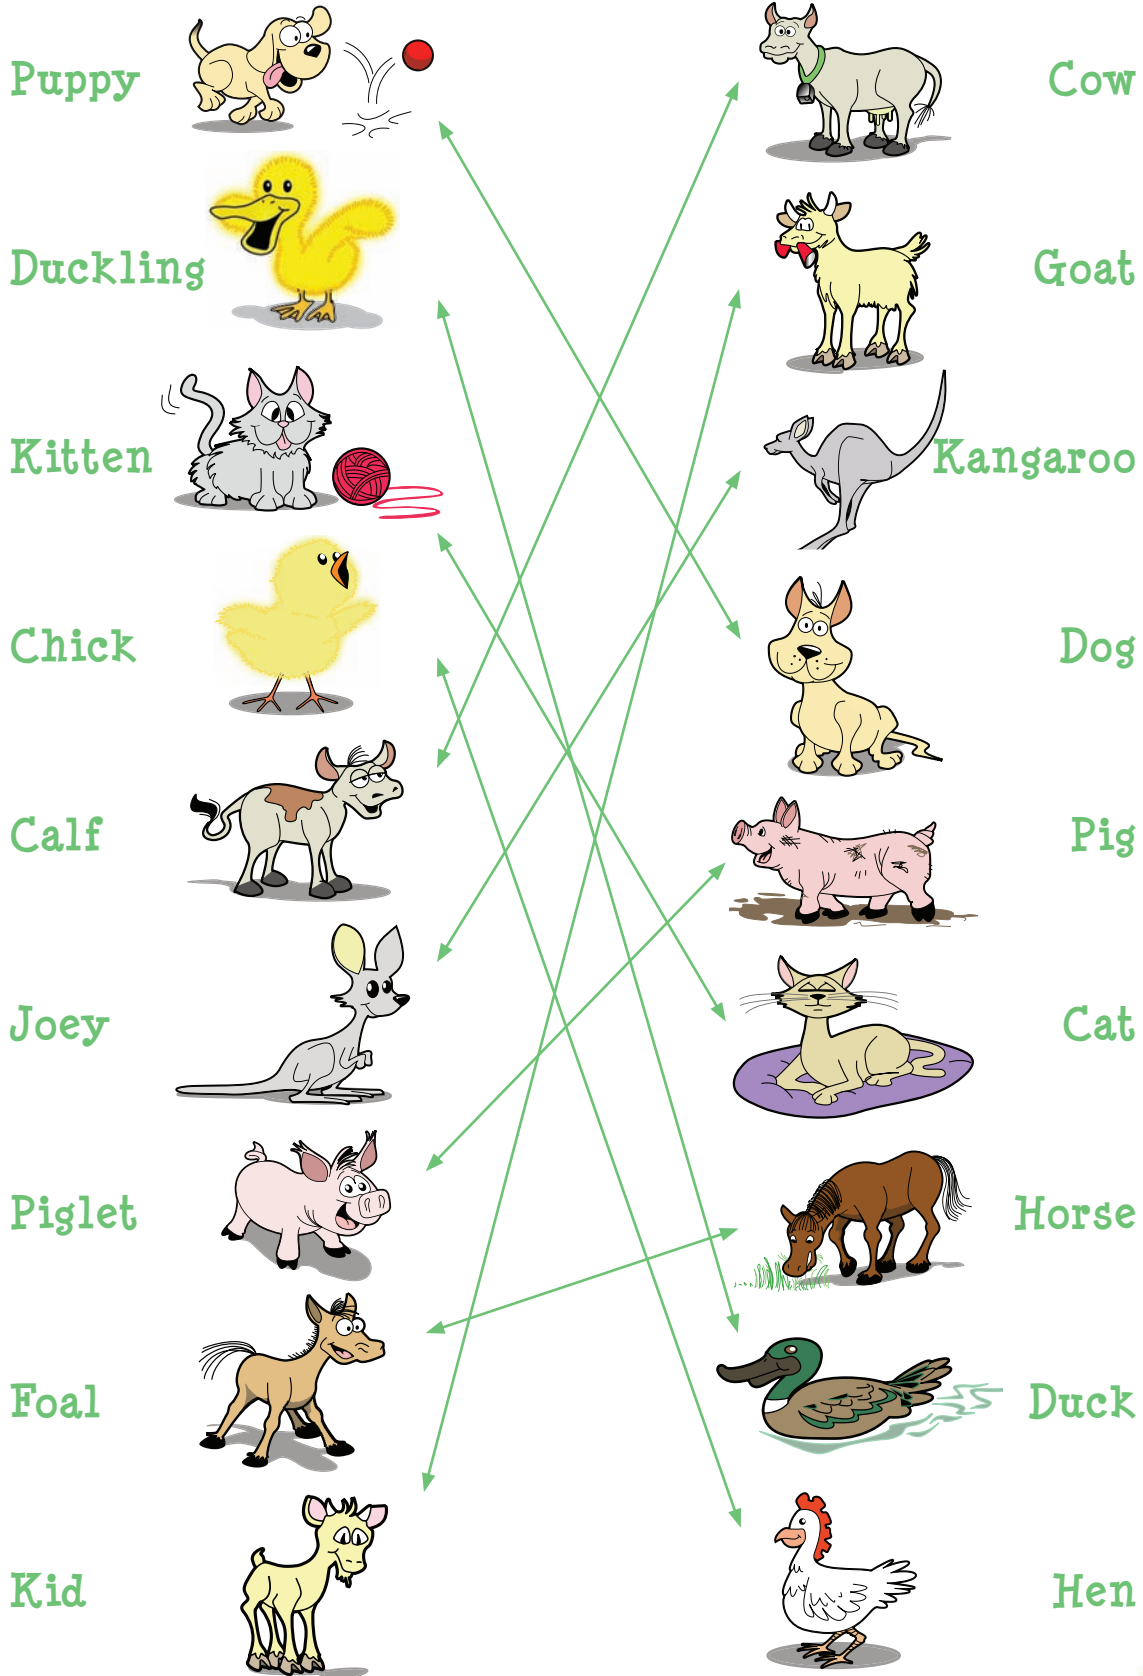 Puppy
Cow
Duckling
Goat
Kitten
Kangaroo
Chick
Dog
Calf
Pig
Joey
Cat
Piglet
Horse
Foal
Duck
Kid
Hen